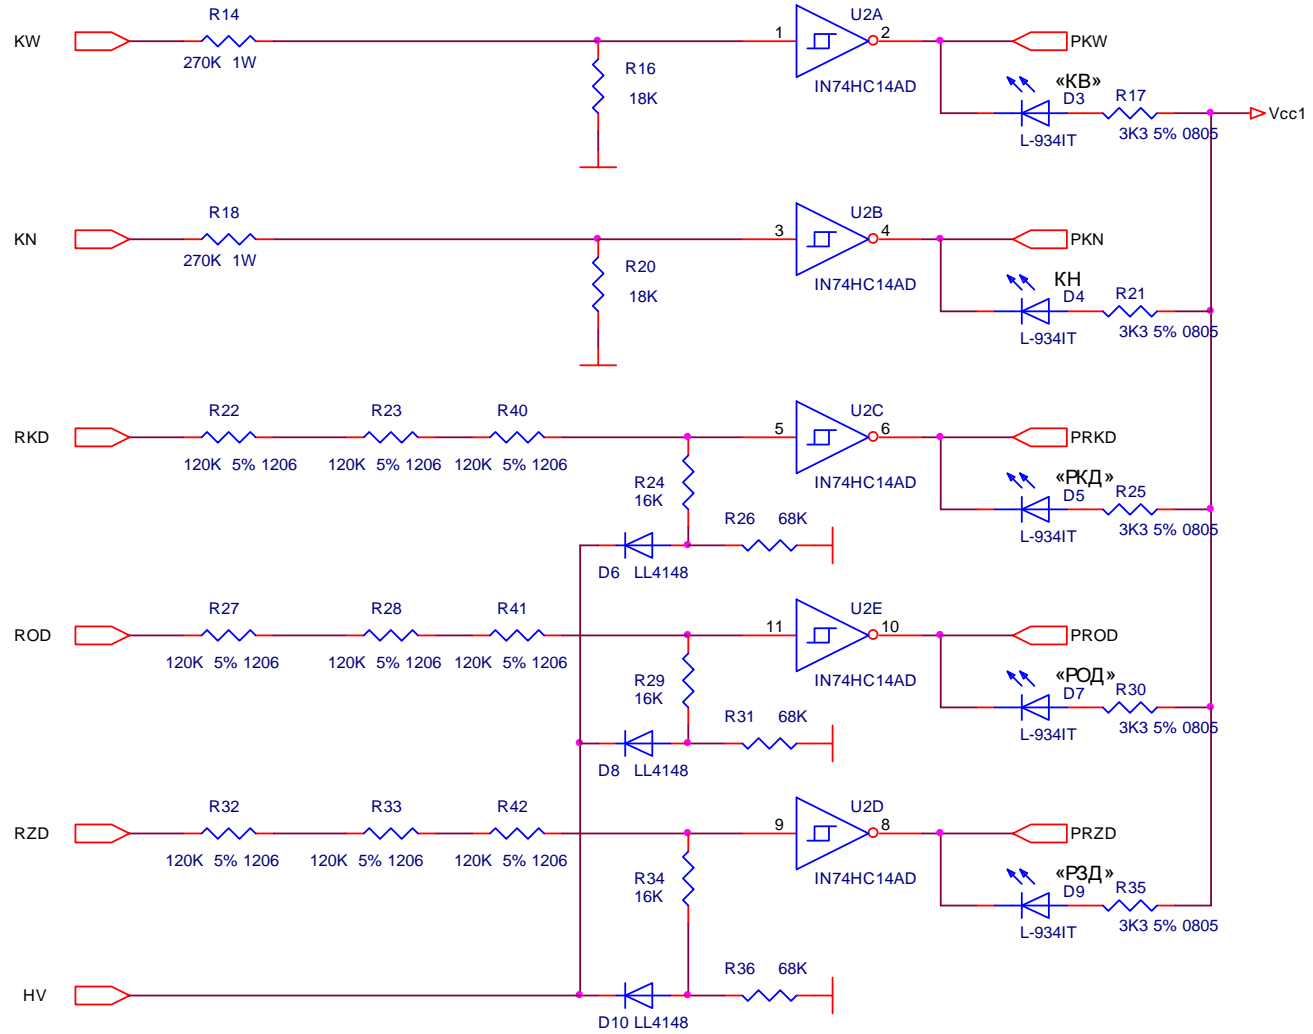 R14
U2A
KW
1
2
PKW
270K 1W
R16
18K
IN74HC14AD
«КВ»
D3
R17
Vcc1
L-934IT
3K3 5% 0805
R18
U2B
KN
3
4
PKN
270K 1W
R20
18K
IN74HC14AD
КН
D4
R21
L-934IT
3K3 5% 0805
R22
R23
R40
U2C
RKD
5
6
PRKD
120K 5% 1206
120K 5% 1206
120K 5% 1206
R24
16K
IN74HC14AD
«РКД»
D5
R25
R26 68K
L-934IT
3K3 5% 0805
D6 LL4148
R27
R28
R41
U2E
ROD
11
10
PROD
120K 5% 1206
120K 5% 1206
120K 5% 1206
R29
16K
IN74HC14AD
«РОД»
D7
R30
R31 68K
L-934IT
3K3 5% 0805
D8 LL4148
R32
R33
R42
U2D
RZD
9
8
PRZD
120K 5% 1206
120K 5% 1206
120K 5% 1206
R34
16K
IN74HC14AD
«РЗД»
D9
R35
L-934IT
3K3 5% 0805
R36 68K
HV
D10 LL4148